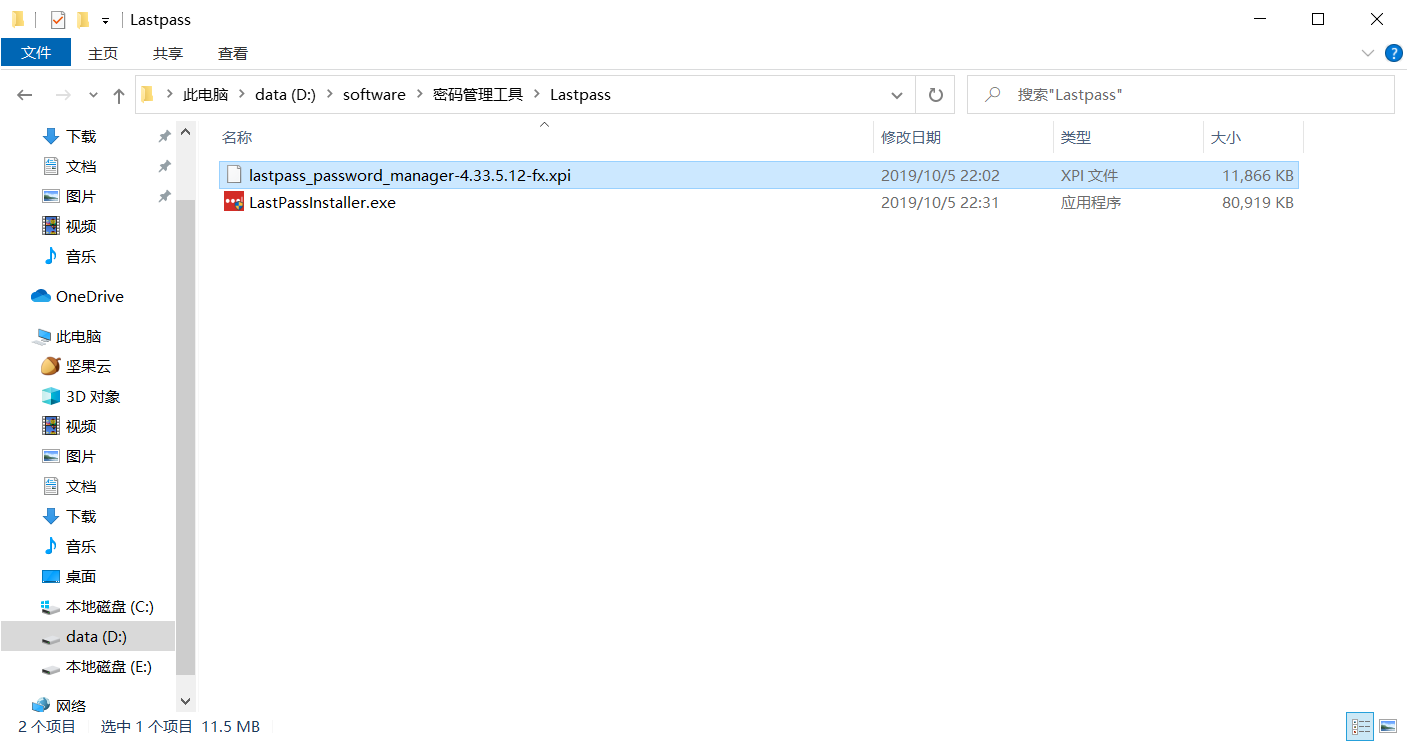 Lastpass
文件 主页 共享 查看
此电脑 data (D:) software 密码管理工具 Lastpass 搜索"Lastpass"
名称 修改日期 类型 大小
lastpass_password_manager-4.33.5.12-fx.xpi 2019/10/5 22:02 XPI 文件 11,866 KB
LastPassInstaller.exe 2019/10/5 22:31 应用程序 80,919 KB
下载
文档
图片
视频
音乐
OneDrive
此电脑
坚果云
3D 对象
视频
图片
文档
下载
音乐
桌面
本地磁盘 (C:)
data (D:)
本地磁盘 (E:)
网络
2 个项目 选中 1 个项目 11.5 MB